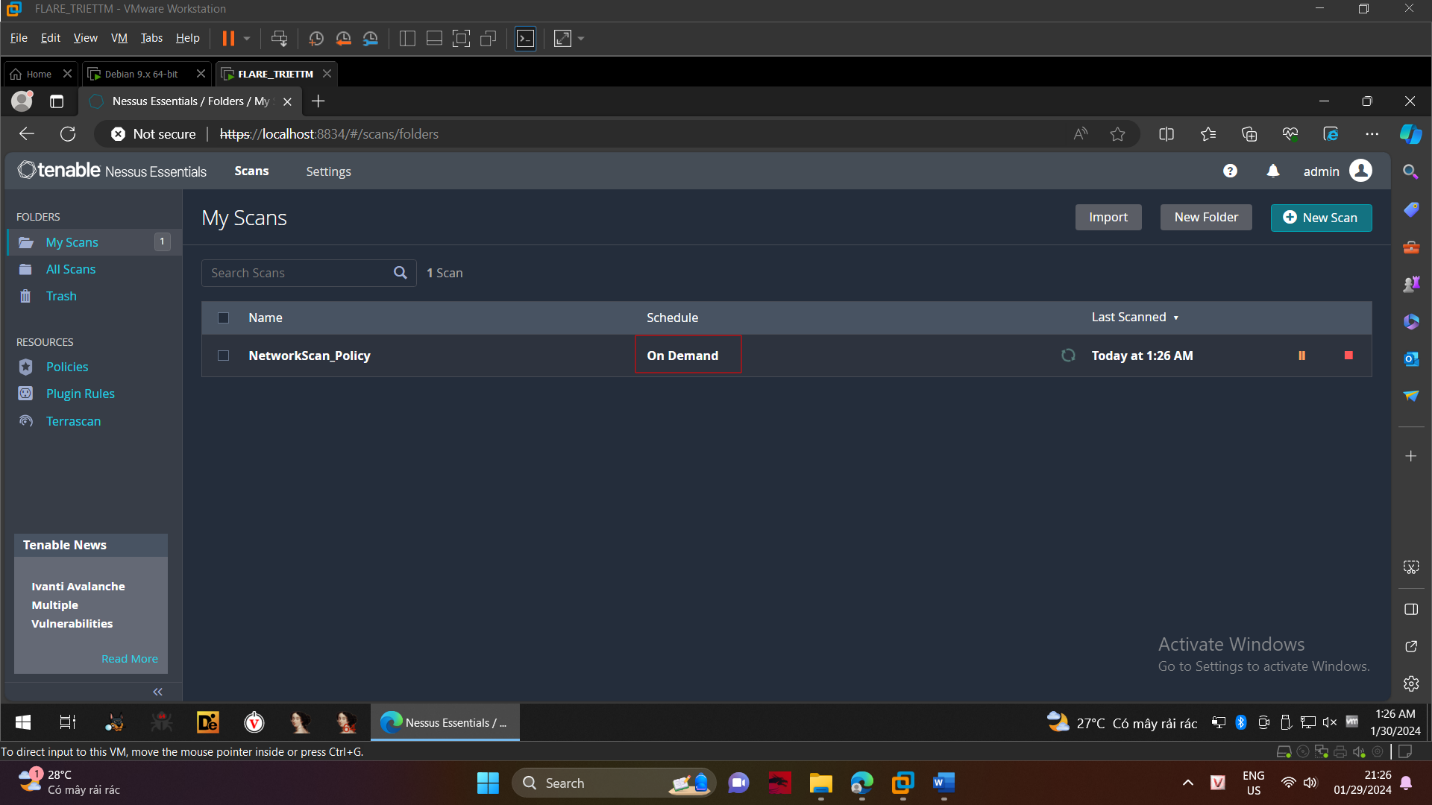 FLARE_TRIETTM - VMware Workstation
File Edit View VM Tabs Help
Home Debian 9.x 64-bit FLARE_TRIETTM
Nessus Essentials / Folders / My
Not secure https://localhost:8834/#/scans/folders
tenable Nessus Essentials Scans Settings admin
FOLDERS
My Scans 1
All Scans
Trash
RESOURCES
Policies
Plugin Rules
Terrascan
Tenable News
Ivanti Avalanche
Multiple
Vulnerabilities
Read More
My Scans Import New Folder New Scan
Search Scans 1 Scan
Name Schedule Last Scanned
NetworkScan_Policy On Demand Today at 1:26 AM
Activate Windows
Go to Settings to activate Windows.
Nessus Essentials / ... 27°C Có mây rải rác 1:26 AM
1/30/2024
To direct input to this VM, move the mouse pointer inside or press Ctrl+G.
1 28°C
Có mây rải rác
Search
ENG
US
21:26
01/29/2024